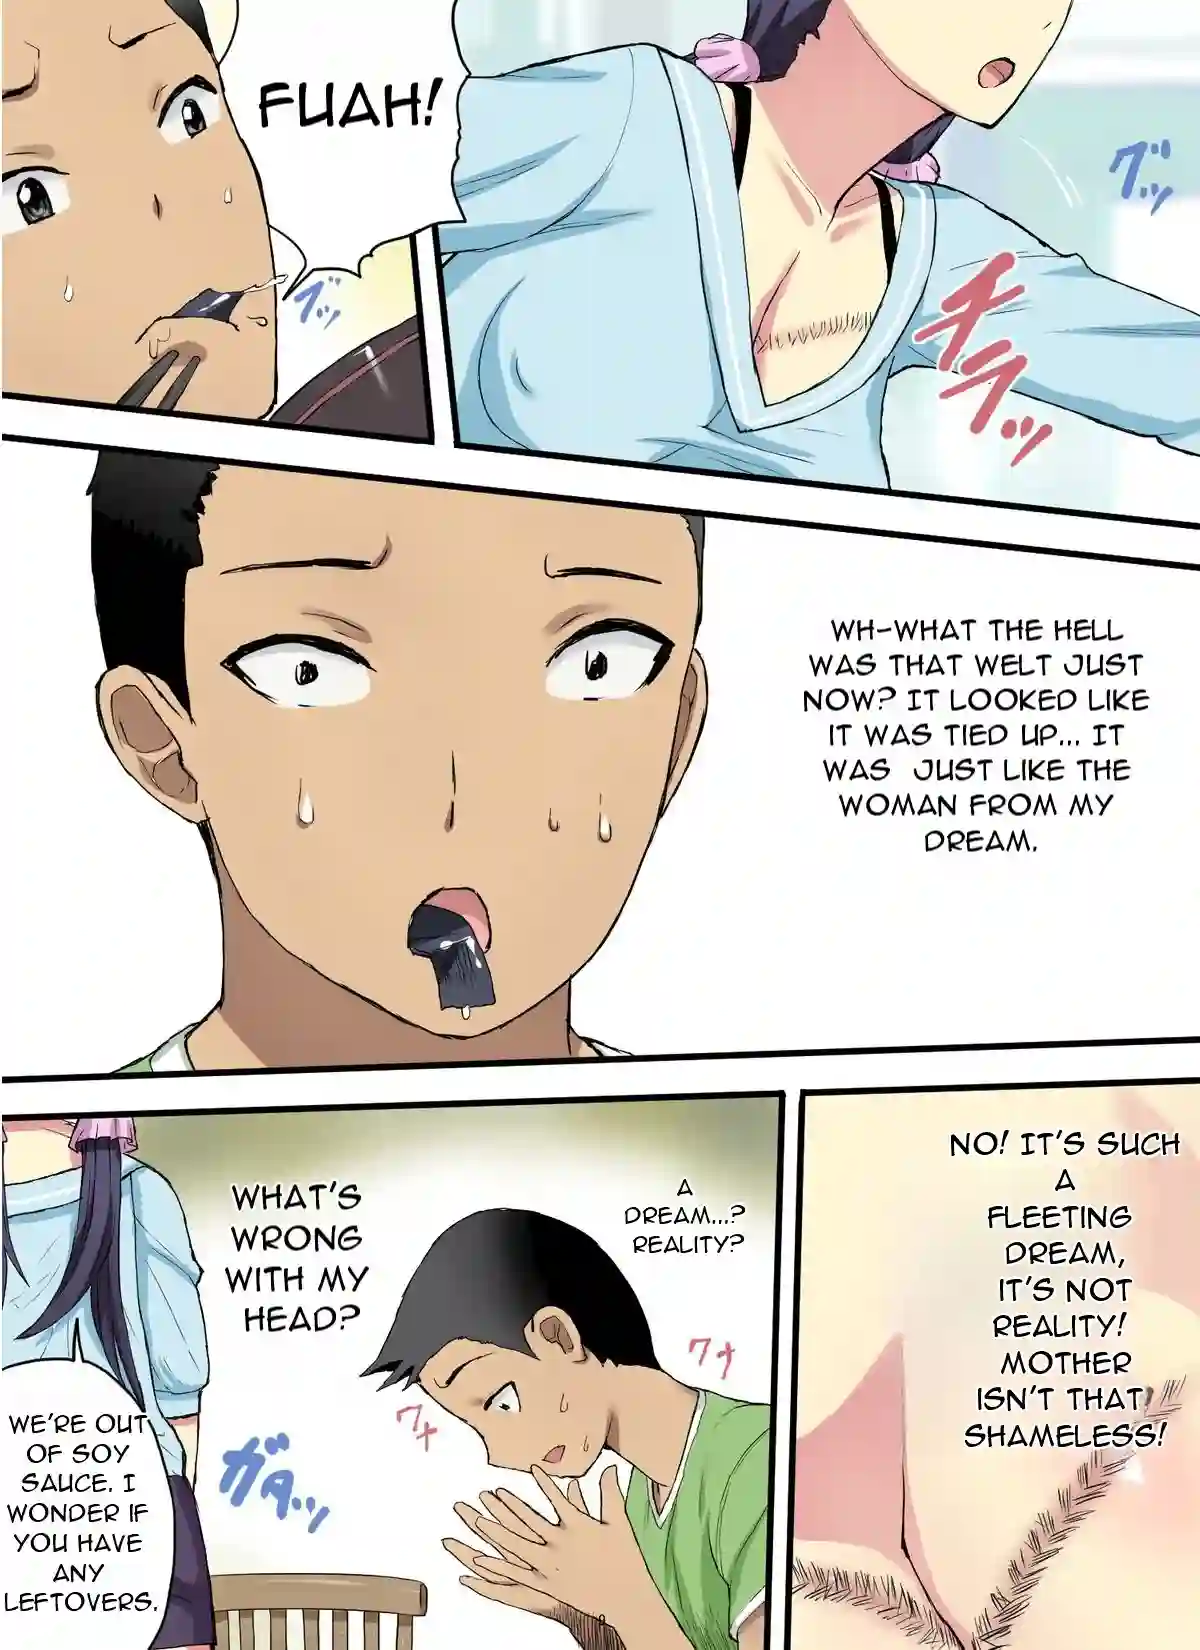 FUAH!
グッ
グッ
チラッ
WH-WHAT THE HELL
WAS THAT WELT JUST
NOW? IT LOOKED LIKE
IT WAS TIED UP... IT
WAS JUST LIKE THE
WOMAN FROM MY
DREAM.
WHAT'S
WRONG
WITH MY
HEAD?
A
DREAM...?
REALITY?
ワナ
ワナ
ガタッ
WE'RE OUT
OF SOY
SAUCE. I
WONDER IF
YOU HAVE
ANY
LEFTOVERS.
NO! IT'S SUCH
A
FLEETING
DREAM,
IT'S NOT
REALITY!
MOTHER
ISN'T THAT
SHAMELESS!
9